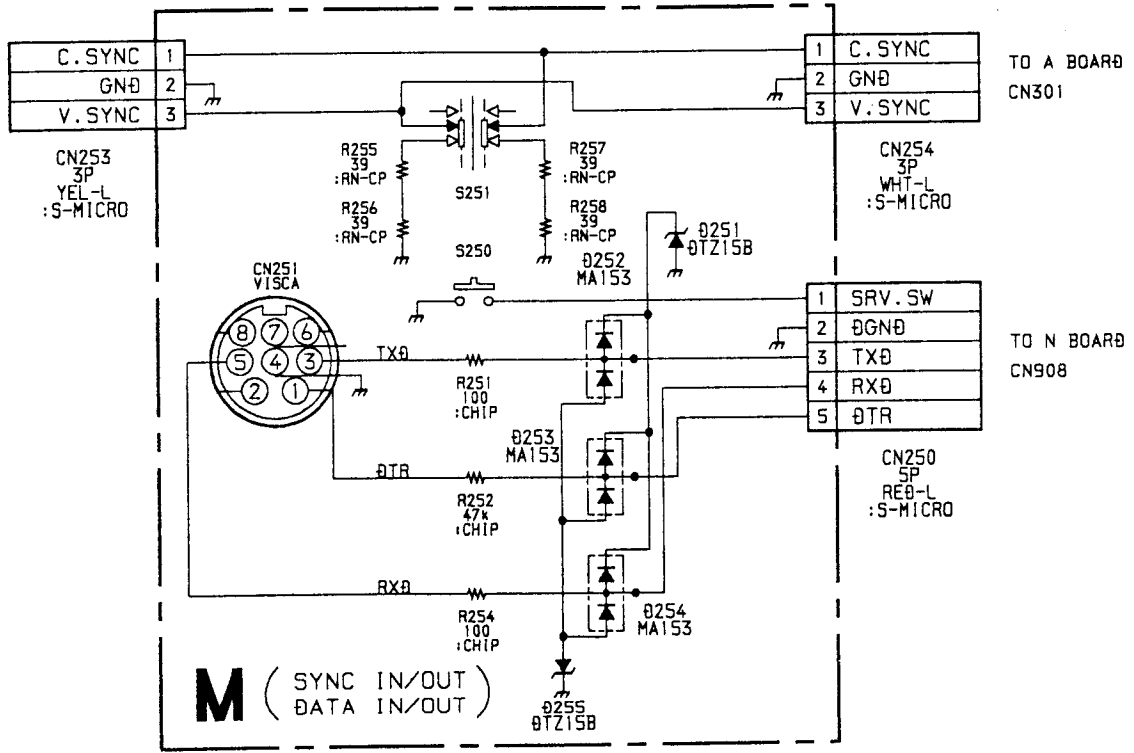 C.SYNC 1
GND 2
V.SYNC 3
CN253
3P
YEL-L
:S-MICRO
1 C.SYNC
2 GND
3 V.SYNC
TO A BOARD
CN301
CN254
3P
WHT-L
:S-MICRO
R255
39
:RN-CP
R256
39
:RN-CP
S251
R257
39
:RN-CP
R258
39
:RN-CP
S250
D251
DTZ15B
D252
MA153
CN251
VISCA
8 7 6
5 4 3
2 1
1 SRV.SW
2 DGND
3 TXD
4 RXD
5 DTR
TO N BOARD
CN908
CN250
5P
RED-L
:S-MICRO
TXD
R251
100
:CHIP
D253
MA153
DTR
R252
47k
:CHIP
RXD
R254
100
:CHIP
D254
MA153
D255
DTZ15B
M ( SYNC IN/OUT
DATA IN/OUT )